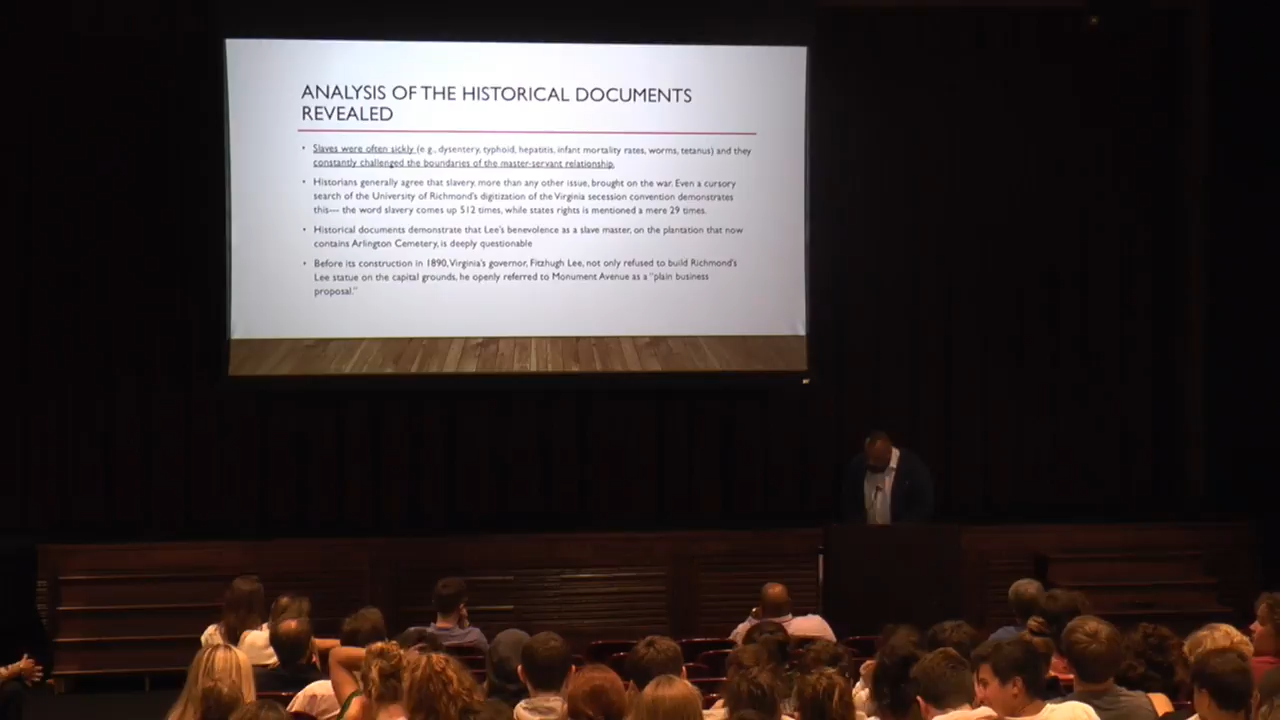 ANALYSIS OF THE HISTORICAL DOCUMENTS
REVEALED
• Slaves were often sickly (e.g., dysentery, typhoid, hepatitis, infant mortality rates, worms, tetanus) and they
constantly challenged the boundaries of the master-servant relationship.
• Historians generally agree that slavery, more than any other issue, brought on the war. Even a cursory
search of the University of Richmond's digitization of the Virginia secession convention demonstrates
this— the word slavery comes up 512 times, while states rights is mentioned a mere 29 times.
• Historical documents demonstrate that Lee's benevolence as a slave master, on the plantation that now
contains Arlington Cemetery, is deeply questionable
• Before its construction in 1890, Virginia's governor, Fitzhugh Lee, not only refused to build Richmond's
Lee statue on the capital grounds, he openly referred to Monument Avenue as a "plain business
proposal."